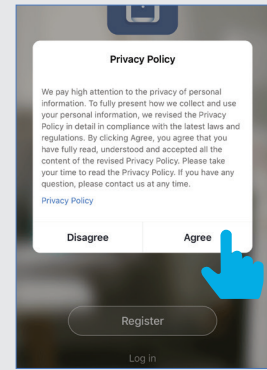 Privacy Policy
We pay high attention to the privacy of personal
information. To fully present how we collect and use
your personal information, we revised the Privacy
Policy in detail in compliance with the latest laws and
regulations. By clicking Agree, you agree that you
have fully read, understood and accepted all the
content of the revised Privacy Policy. Please take
your time to read the Privacy Policy. If you have any
question, please contact us at any time.
Privacy Policy
Disagree Agree
Register
Log in